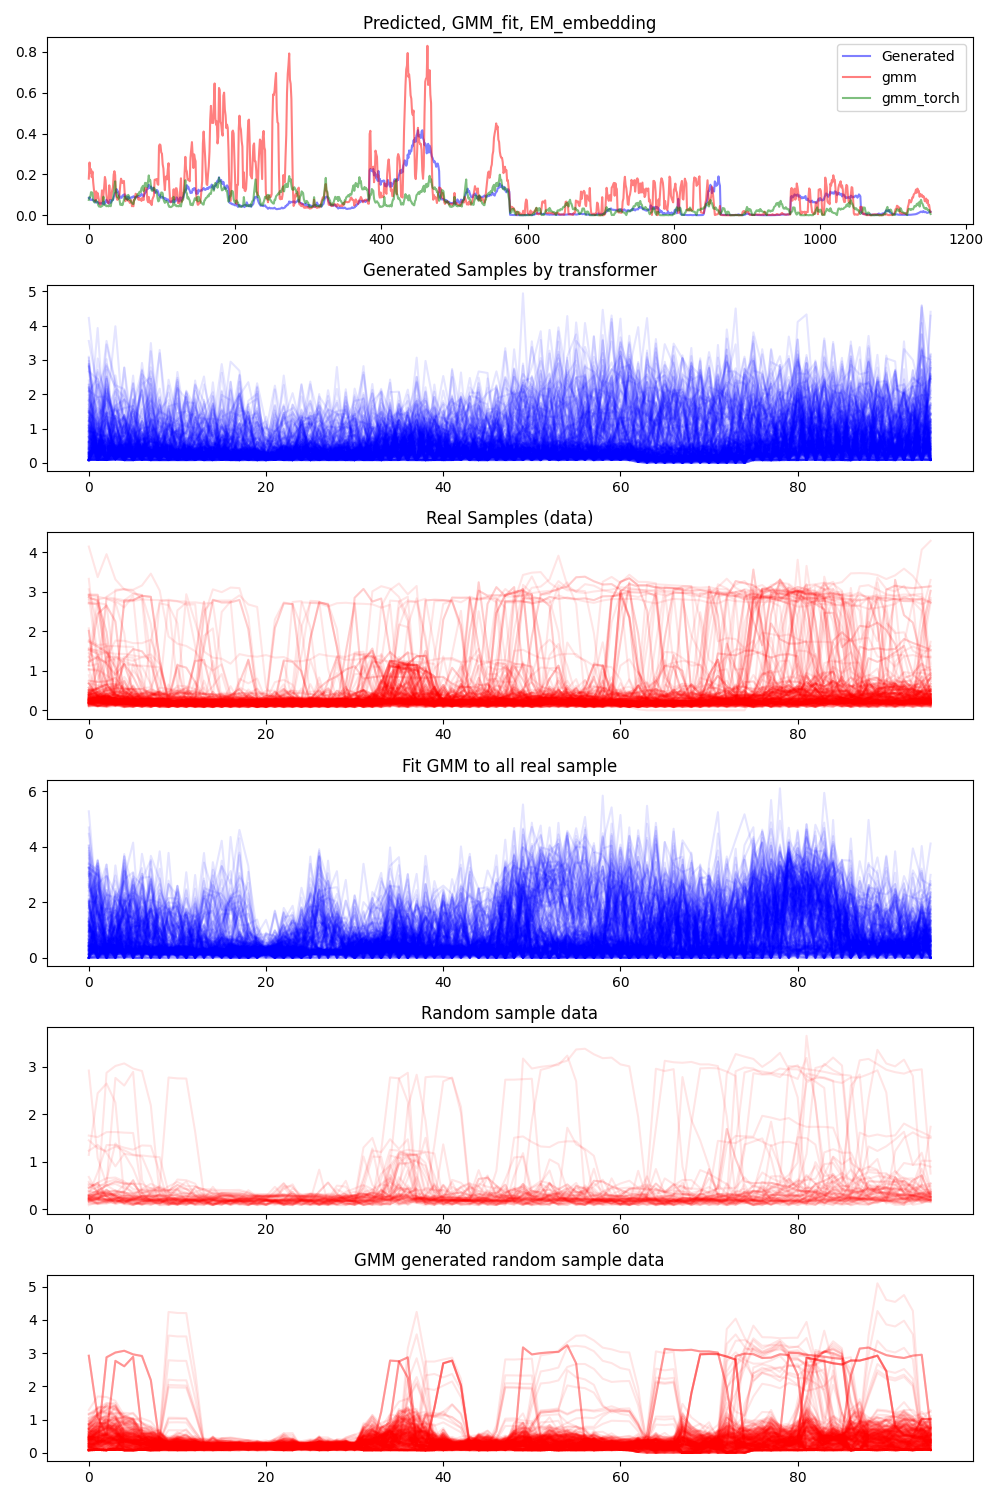 Predicted, GMM_fit, EM_embedding
0.8
0.6
0.4
0.2
0.0
Generated
gmm
gmm_torch
0 200 400 600 800 1000 1200
Generated Samples by transformer
5
4
3
2
1
0
0 20 40 60 80
Real Samples (data)
4
3
2
1
0
0 20 40 60 80
Fit GMM to all real sample
6
4
2
0
0 20 40 60 80
Random sample data
3
2
1
0
0 20 40 60 80
GMM generated random sample data
5
4
3
2
1
0
0 20 40 60 80